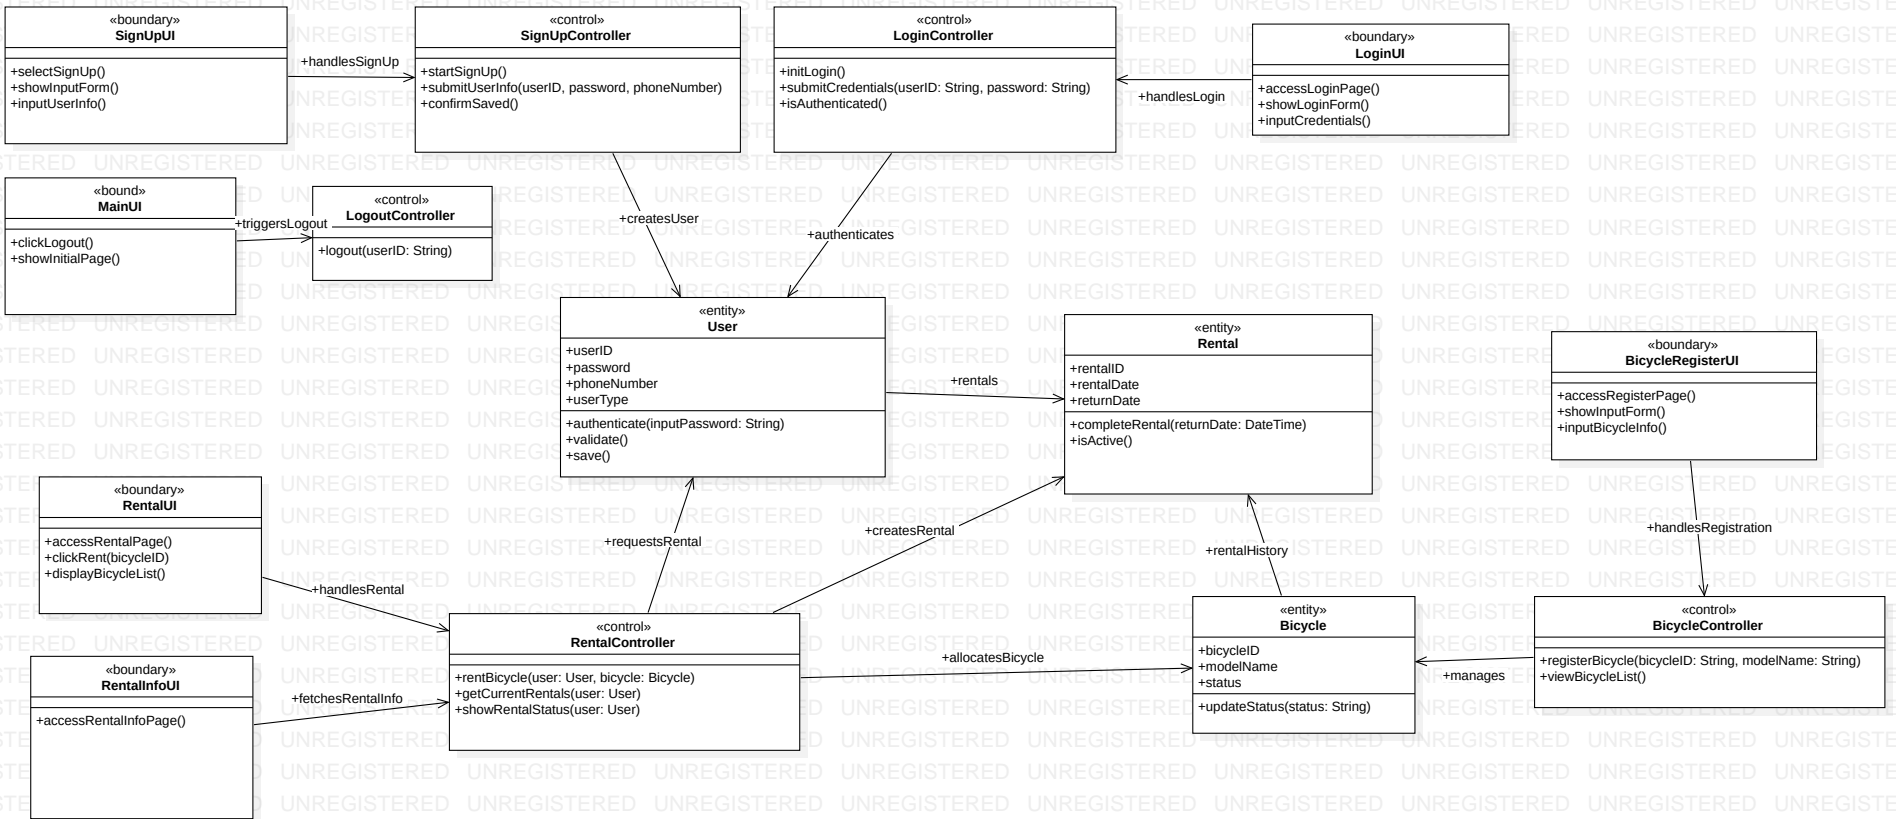 «boundary»
SignUpUI
+selectSignUp()
+showInputForm()
+inputUserInfo()
+handlesSignUp
«control»
SignUpController
+startSignUp()
+submitUserInfo(userID, password, phoneNumber)
+confirmSaved()
«control»
LoginController
+initLogin()
+submitCredentials(userID: String, password: String)
+isAuthenticated()
+handlesLogin
«boundary»
LoginUI
+accessLoginPage()
+showLoginForm()
+inputCredentials()
«bound»
MainUI
+clickLogout()
+showInitialPage()
+triggersLogout
«control»
LogoutController
+logout(userID: String)
+createsUser
+authenticates
«entity»
User
+userID
+password
+phoneNumber
+userType
+authenticate(inputPassword: String)
+validate()
+save()
+rentals
«entity»
Rental
+rentalID
+rentalDate
+returnDate
+completeRental(returnDate: DateTime)
+isActive()
«boundary»
BicycleRegisterUI
+accessRegisterPage()
+showInputForm()
+inputBicycleInfo()
«boundary»
RentalUI
+accessRentalPage()
+clickRent(bicycleID)
+displayBicycleList()
+handlesRental
+requestsRental
+createsRental
+rentalHistory
+handlesRegistration
«boundary»
RentalInfoUI
+accessRentalInfoPage()
+fetchesRentalInfo
«control»
RentalController
+rentBicycle(user: User, bicycle: Bicycle)
+getCurrentRentals(user: User)
+showRentalStatus(user: User)
+allocatesBicycle
«entity»
Bicycle
+bicycleID
+modelName
+status
+updateStatus(status: String)
+manages
«control»
BicycleController
+registerBicycle(bicycleID: String, modelName: String)
+viewBicycleList()
UNREGISTERED